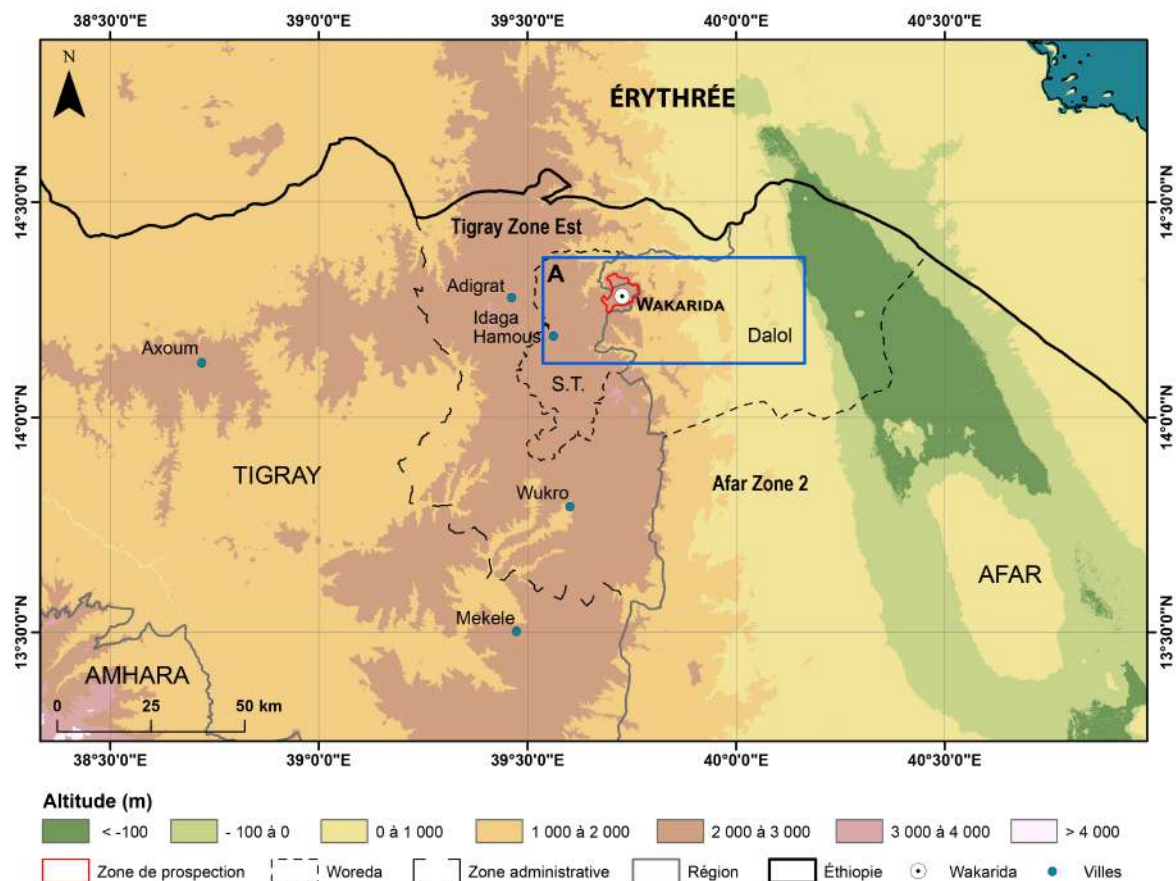 38°30'0"E
39°0'0"E
39°30'0"E
40°0'0"E
40°30'0"E
N
ÉRYTHRÉE
14°30'0"N
14°30'0"N
Tigray Zone Est
A
Adigrat
WAKARIDA
Idaga
Hamous
Axoum
Dalol
S.T.
14°0'0"N
14°0'0"N
TIGRAY
Wukro
Afar Zone 2
AFAR
Mekele
13°30'0"N
13°30'0"N
AMHARA
0 25 50 km
38°30'0"E
39°0'0"E
39°30'0"E
40°0'0"E
40°30'0"E
Altitude (m)
< -100 - 100 à 0 0 à 1 000 1 000 à 2 000 2 000 à 3 000 3 000 à 4 000 > 4 000
Zone de prospection Woreda Zone administrative Région Éthiopie Wakarida Villes